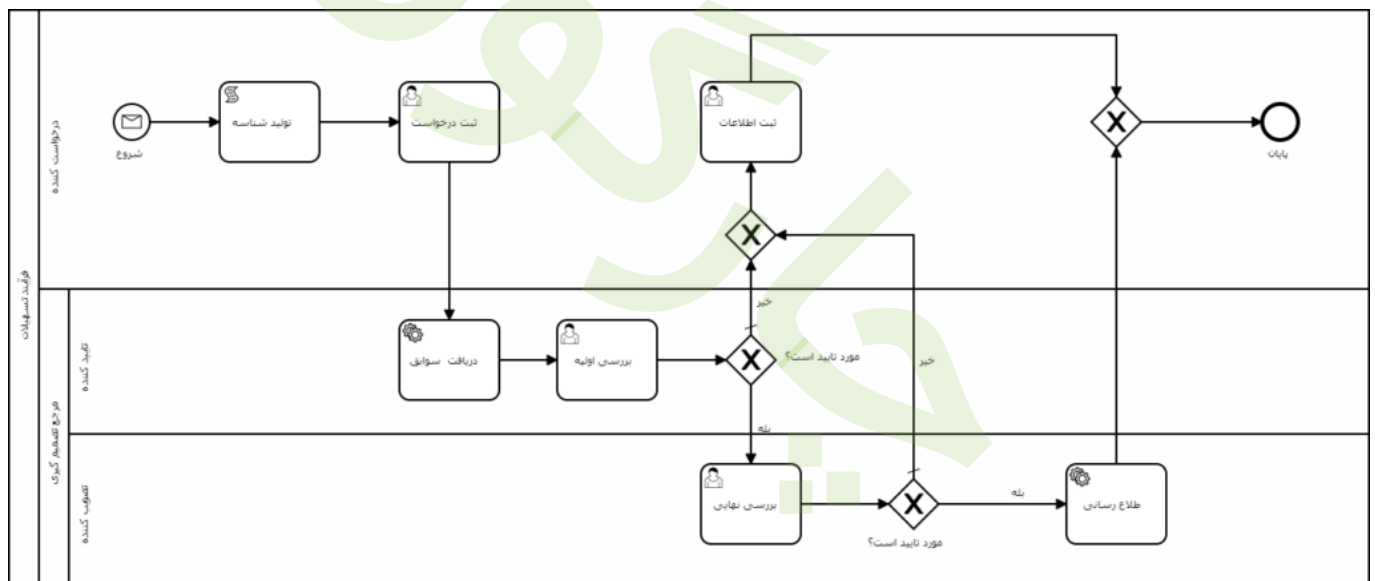 فرآیند تسهیلات
درخواست کننده
شروع
تولید شناسه
ثبت درخواست
ثبت اطلاعات
پایان
مرجع تصمیم گیری
تایید کننده
دریافت سوابق
بررسی اولیه
مورد تایید است؟
خیر
بله
خیر
تصویب کننده
بررسی نهایی
مورد تایید است؟
بله
طلاع رسانی